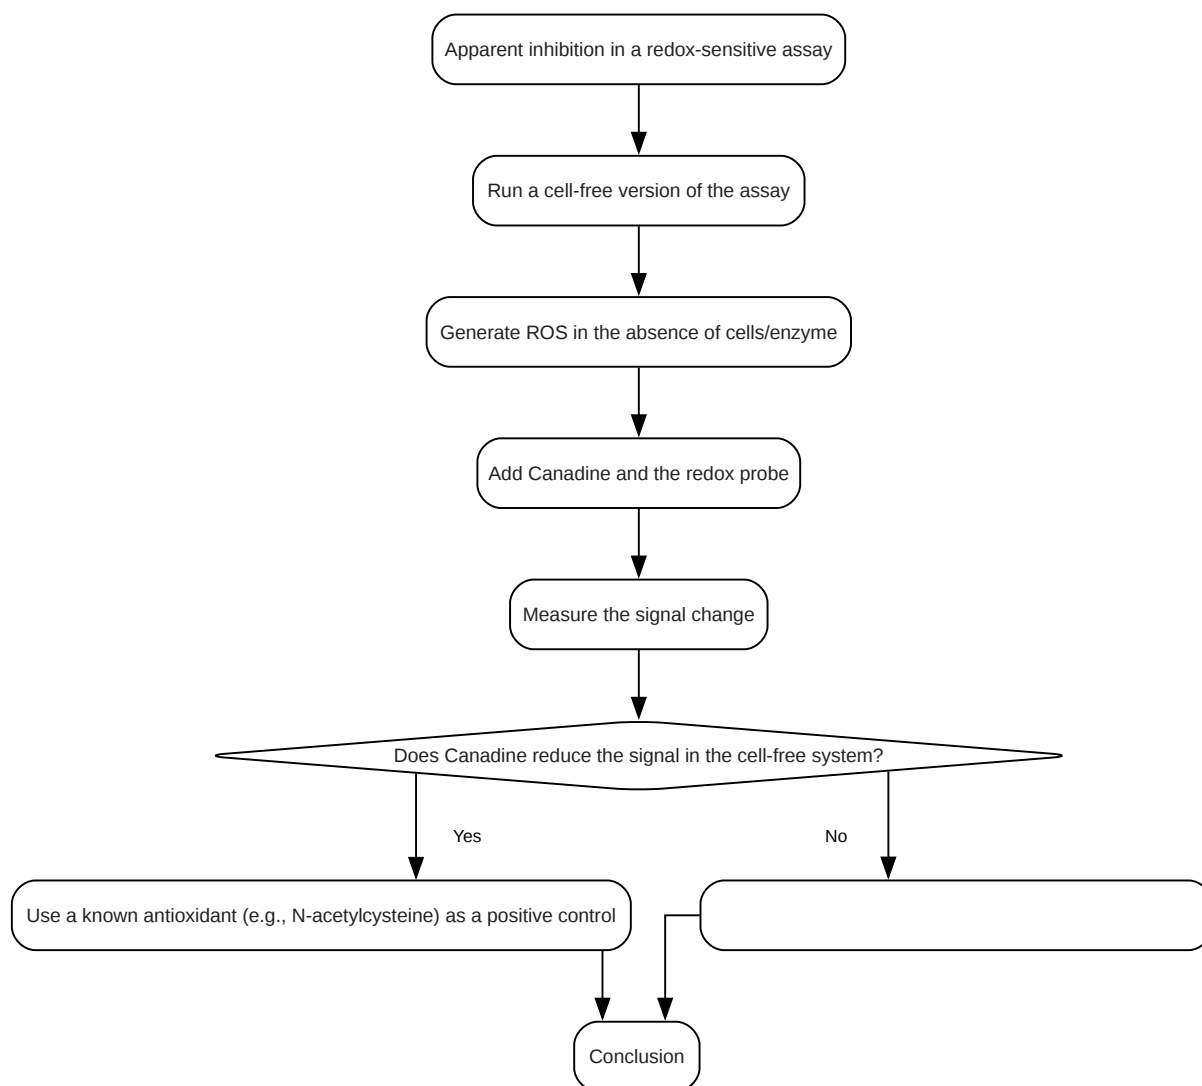 Apparent inhibition in a redox-sensitive assay
Run a cell-free version of the assay
Generate ROS in the absence of cells/enzyme
Add Canadine and the redox probe
Measure the signal change
Does Canadine reduce the signal in the cell-free system?
Yes
No
Use a known antioxidant (e.g., N-acetylcysteine) as a positive control
Conclusion